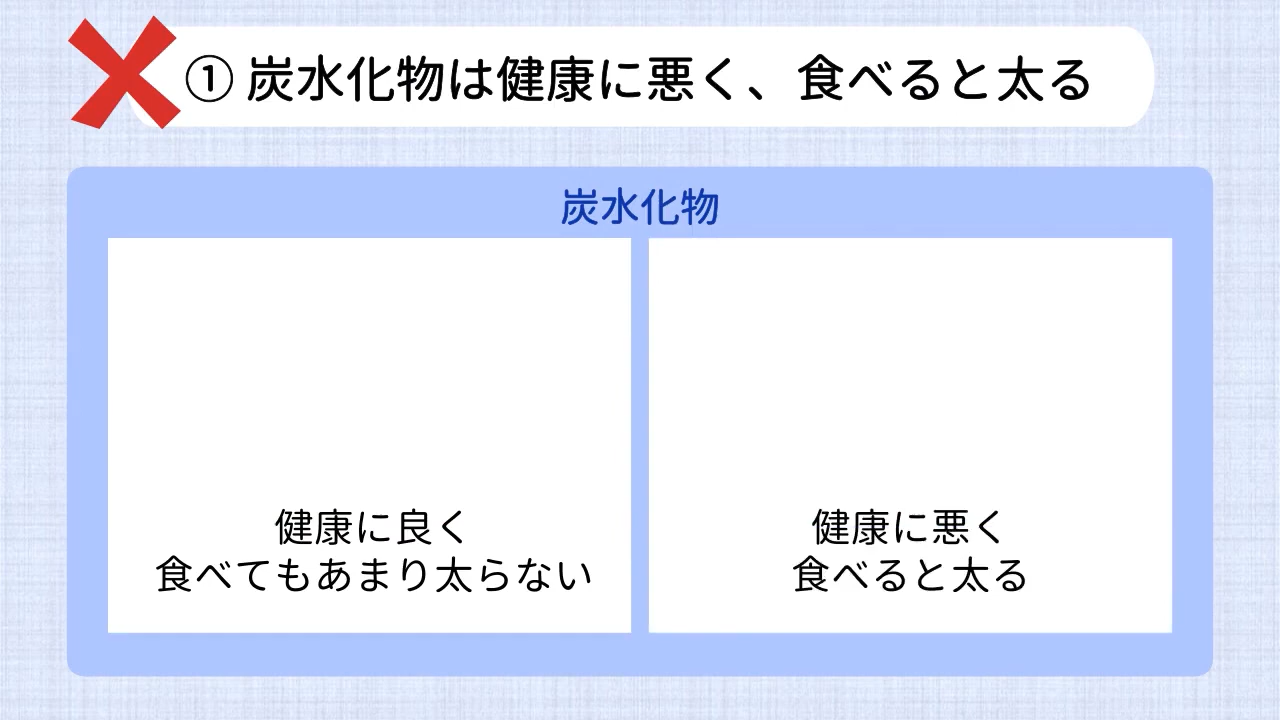 ① 炭水化物は健康に悪く、食べると太る
炭水化物
健康に良く
食べてもあまり太らない
健康に悪く
食べると太る